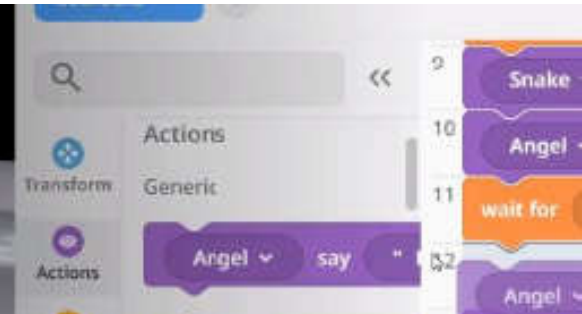 9
Snake
Actions
10
Angel
Transform
Generic
11
wait for
Angel
say
"
Actions
12
Angel